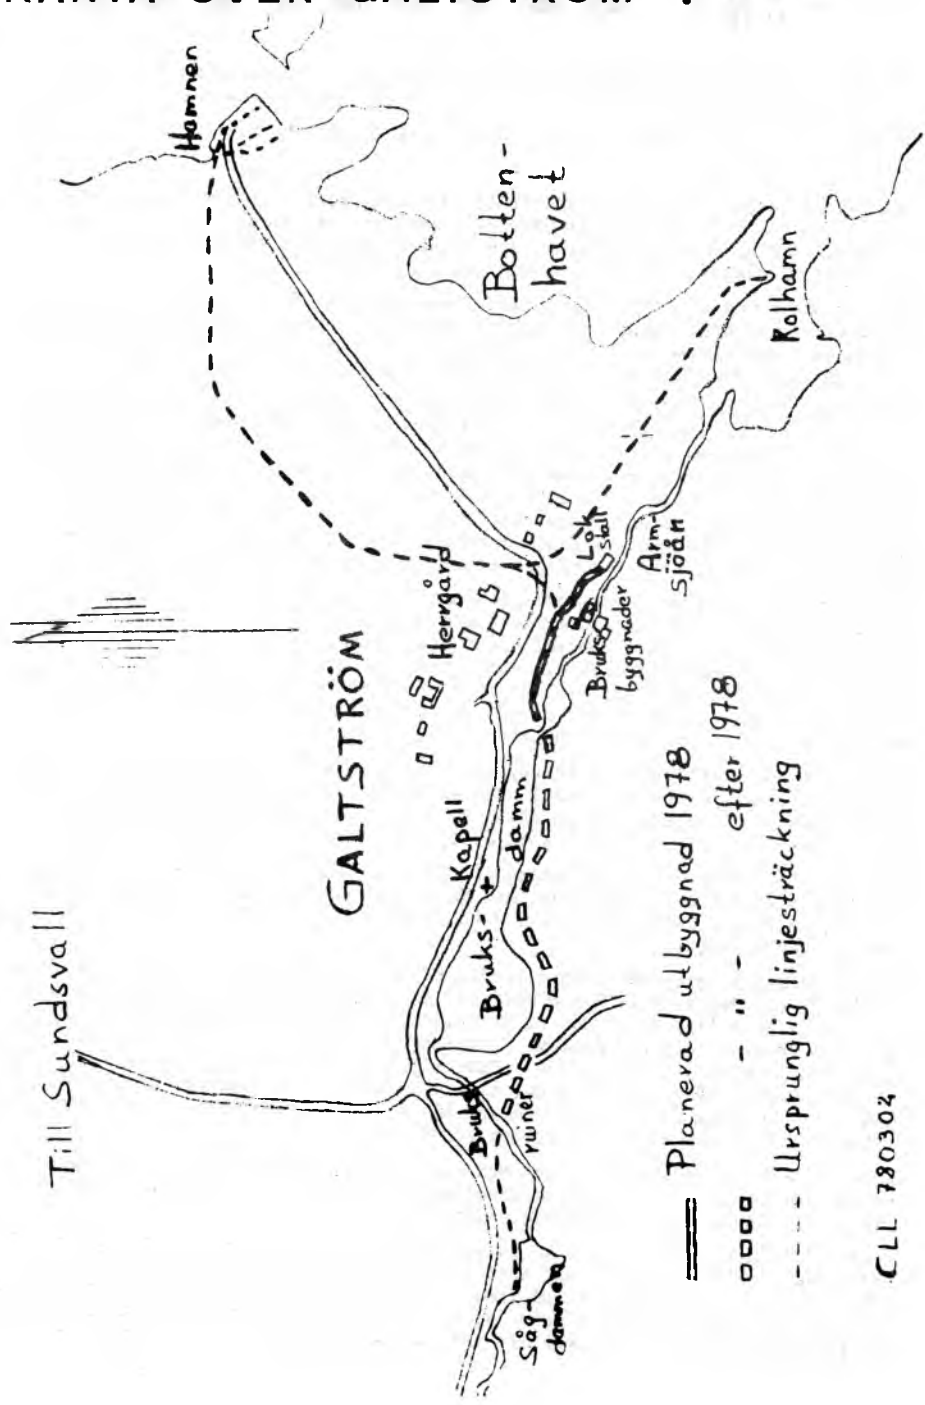 KARTA ÖVER GALTSTRÖM :
Till Sundsvall
Hamnen
GALTSTRÖM
Herrgård
Kapell
Botten-
havet
Bruks-
damm
Lok
stall
Kolhamn
Bruks
ruiner
Bruks
byggnader
Arm-
sjöån
Såg-
dammen
Planerad utbyggnad 1978
- " - efter 1978
Ursprunglig linjesträckning
CLL 780302